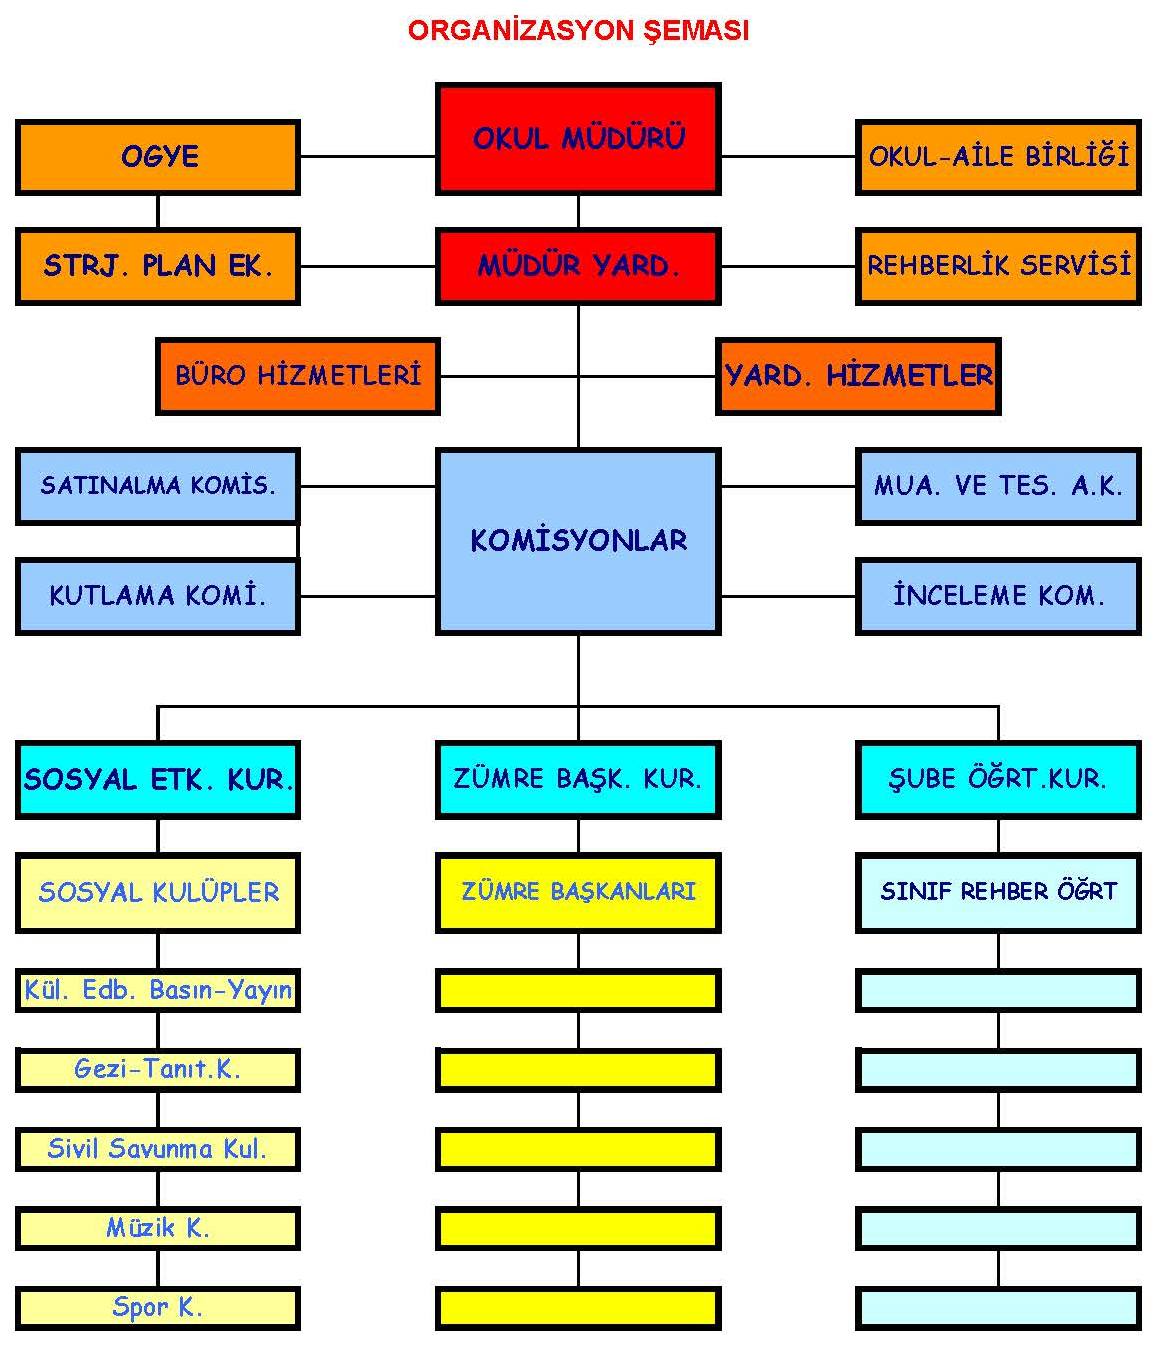 ORGANİZASYON ŞEMASI
OKUL MÜDÜRÜ
OGYE
OKUL-AİLE BİRLİĞİ
STRJ. PLAN EK.
MÜDÜR YARD.
REHBERLİK SERVİSİ
BÜRO HİZMETLERİ
YARD. HİZMETLER
SATINALMA KOMİS.
MUA. VE TES. A.K.
KOMİSYONLAR
KUTLAMA KOMİ.
İNCELEME KOM.
SOSYAL ETK. KUR.
ZÜMRE BAŞK. KUR.
ŞUBE ÖĞRT.KUR.
SOSYAL KULÜPLER
ZÜMRE BAŞKANLARI
SINIF REHBER ÖĞRT
Kül. Edb. Basın-Yayın
Gezi-Tanıt.K.
Sivil Savunma Kul.
Müzik K.
Spor K.